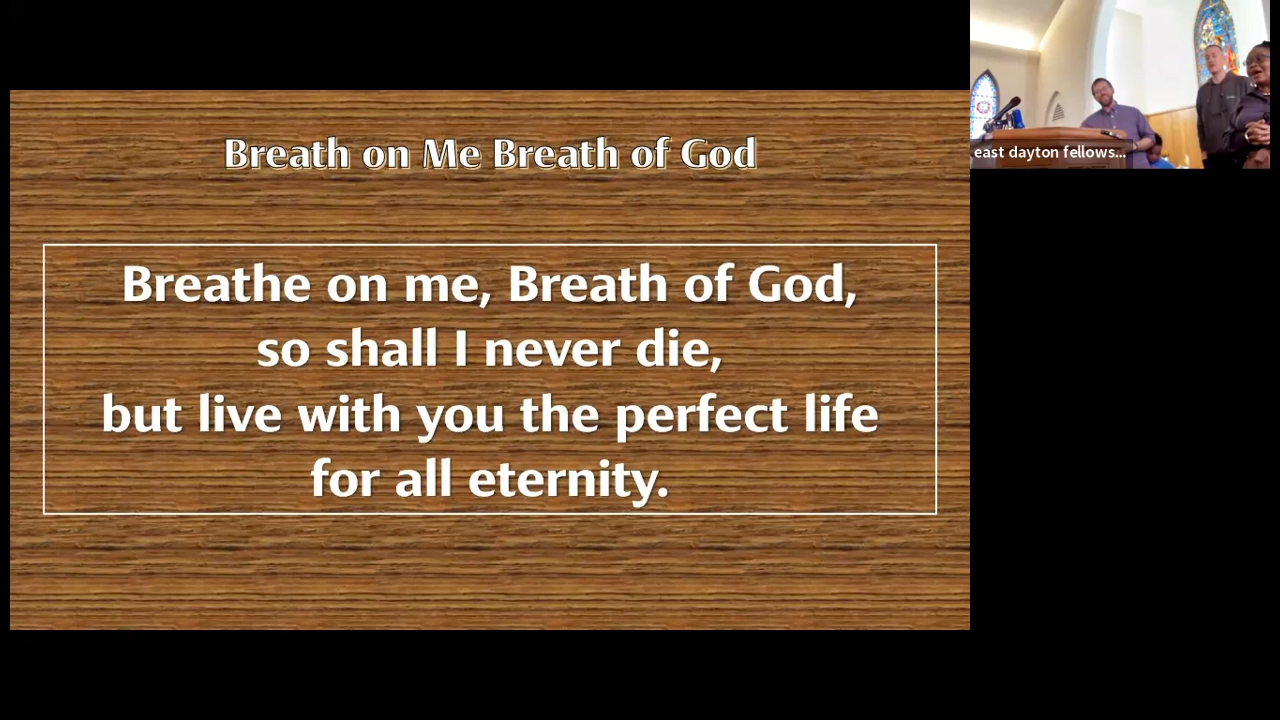 Breath on Me Breath of God
Breathe on me, Breath of God,
so shall I never die,
but live with you the perfect life
for all eternity.
east dayton fellows...